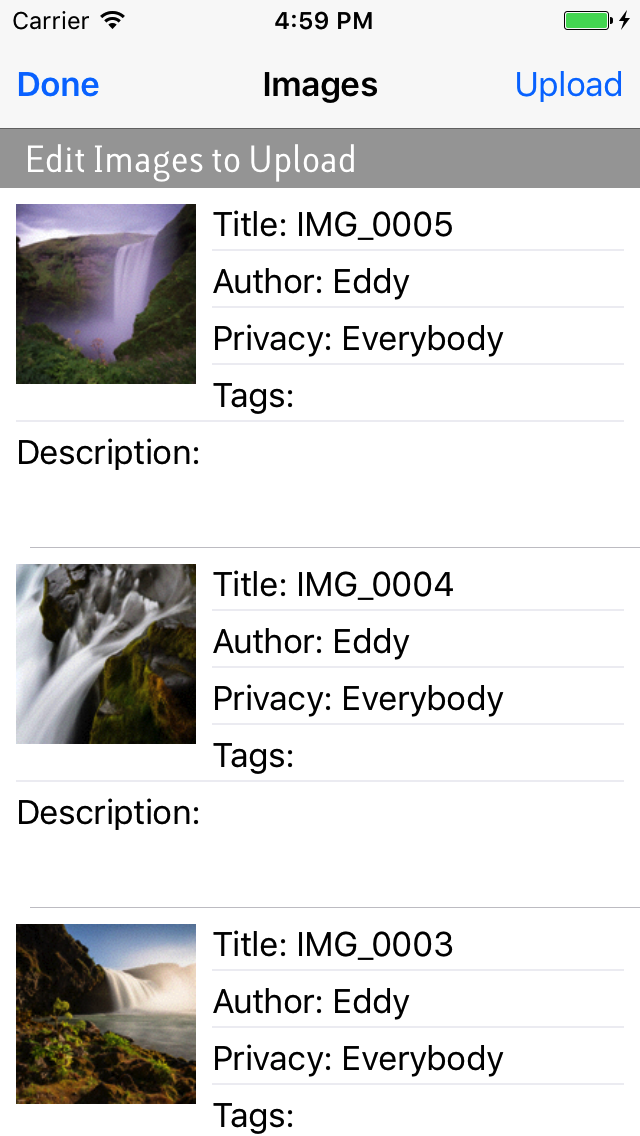 Carrier 4:59 PM
Done Images Upload
Edit Images to Upload
Title: IMG_0005
Author: Eddy
Privacy: Everybody
Tags:
Description:
Title: IMG_0004
Author: Eddy
Privacy: Everybody
Tags:
Description:
Title: IMG_0003
Author: Eddy
Privacy: Everybody
Tags: